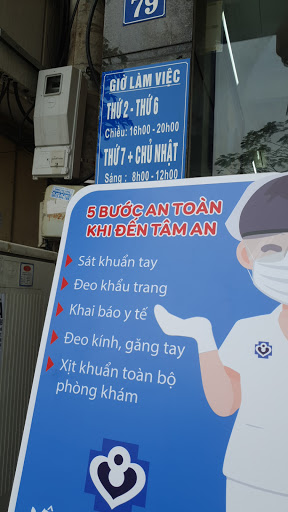 79
GIỜ LÀM VIỆC
THỨ 2 - THỨ 6
Chiều: 16h00 - 20h00
THỨ 7 + CHỦ NHẬT
Sáng : 8h00 - 12h00
5 BƯỚC AN TOÀN
KHI ĐẾN TÂM AN
Sát khuẩn tay
Đeo khẩu trang
Khai báo y tế
Đeo kính, găng tay
Xịt khuẩn toàn bộ
phòng khám